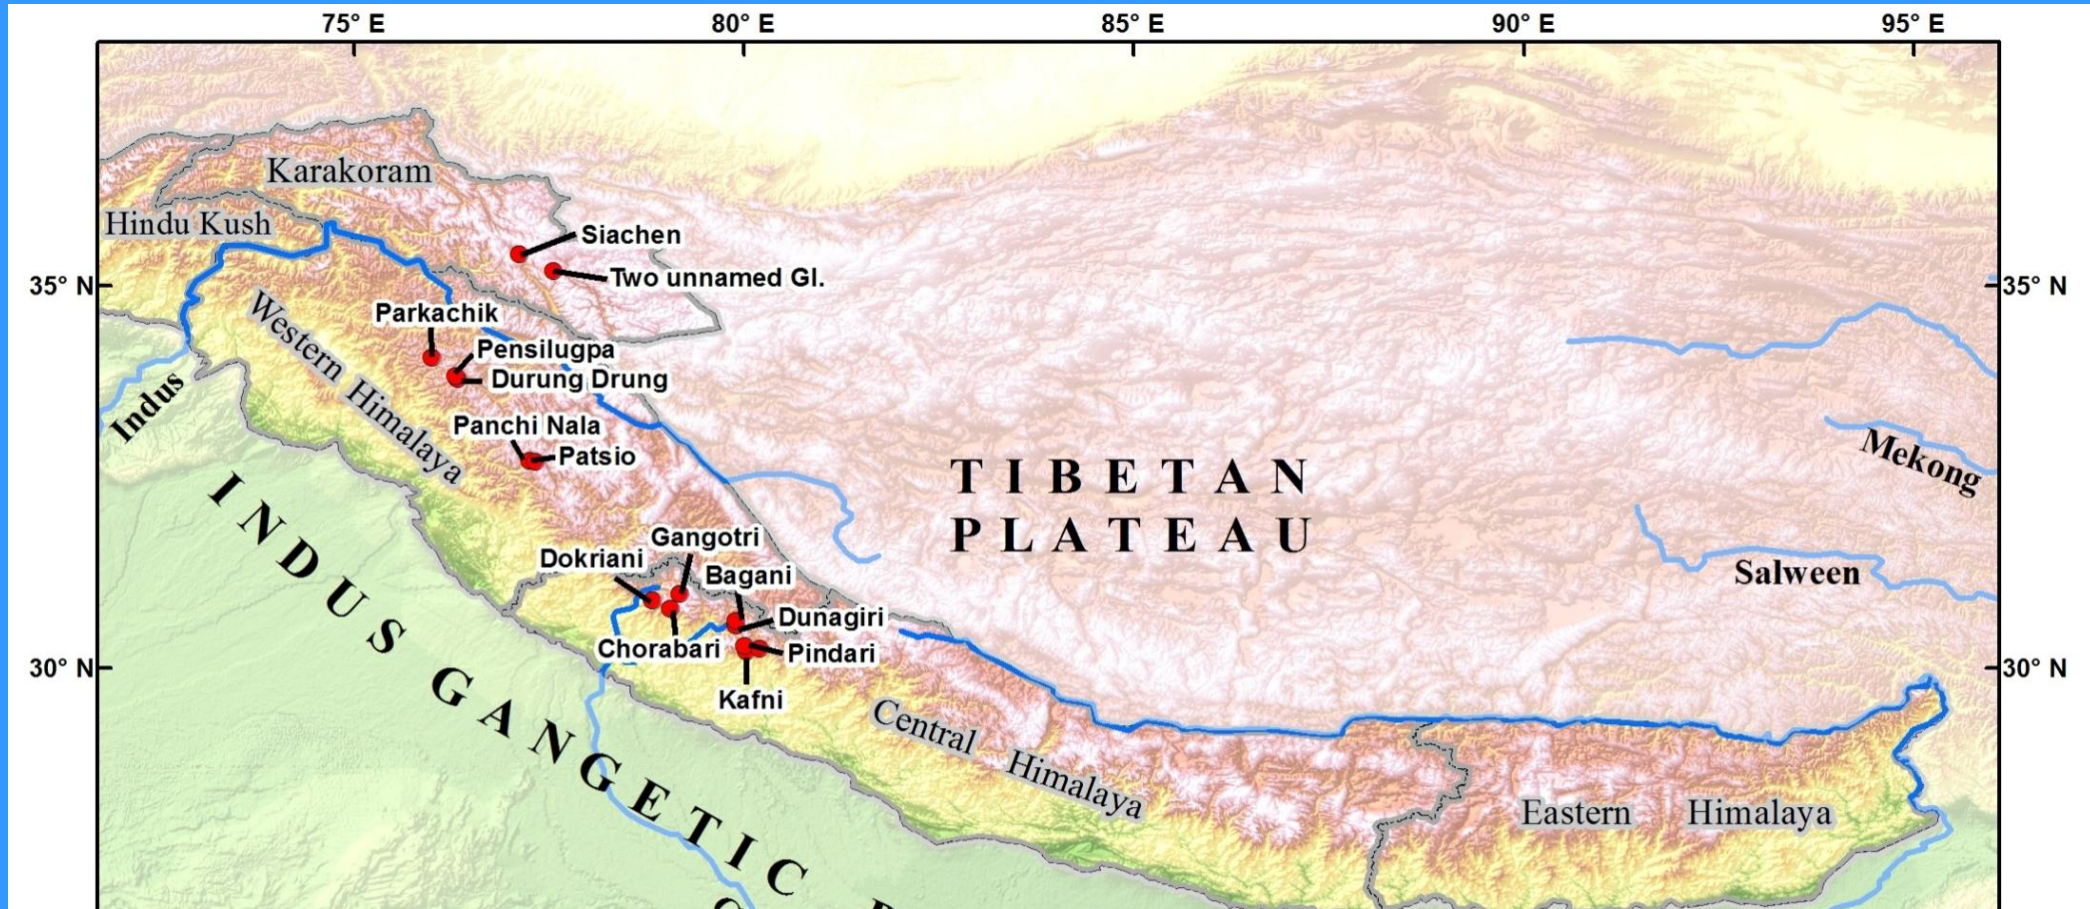 75° E
80° E
85° E
90° E
95° E
Karakoram
Hindu Kush
Siachen
Two unnamed Gl.
35° N
35° N
Parkachik
Western Himalaya
Pensilugpa
Durung Drung
Indus
Panchi Nala
Patsio
Mekong
TIBETAN
PLATEAU
Gangotri
Dokriani
Bagani
Salween
Dunagiri
Chorabari
Pindari
30° N
30° N
Kafni
INDUS GANGETIC
Central Himalaya
Eastern Himalaya